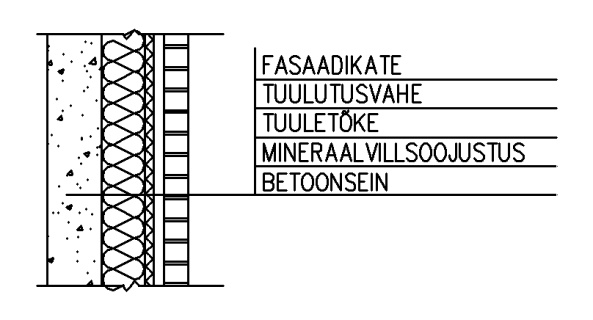 FASAADIKATE
TUULUTUSVAHE
TUULETÕKE
MINERAALVILLSOOJUSTUS
BETOONSEIN